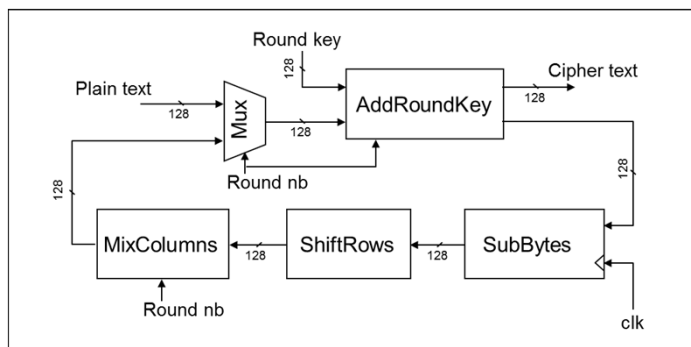 Round key
128
Plain text
128
Mux
128
AddRoundKey
128
Cipher text
Round nb
128
128
MixColumns
128
ShiftRows
128
SubBytes
Round nb
clk